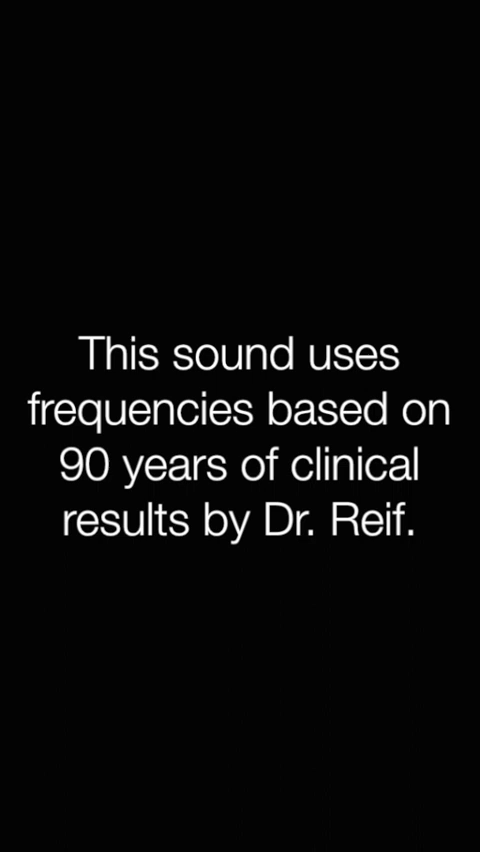 This sound uses
frequencies based on
90 years of clinical
results by Dr. Reif.